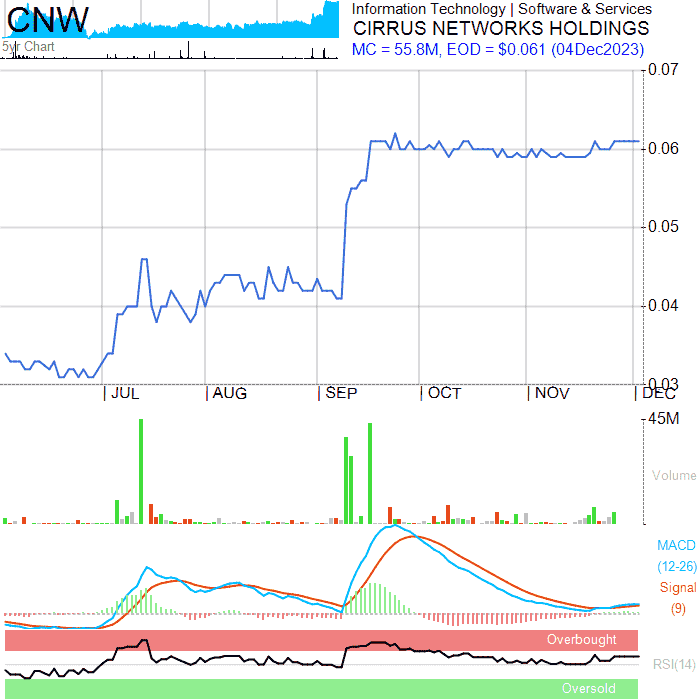 CNW
5yr Chart
Information Technology | Software & Services
CIRRUS NETWORKS HOLDINGS
MC = 55.8M, EOD = $0.061 (04Dec2023)
0.07
0.06
0.05
0.04
0.03
JUL AUG SEP OCT NOV DEC
45M
Volume
MACD
(12-26)
Signal
(9)
Overbought
RSI(14)
Oversold